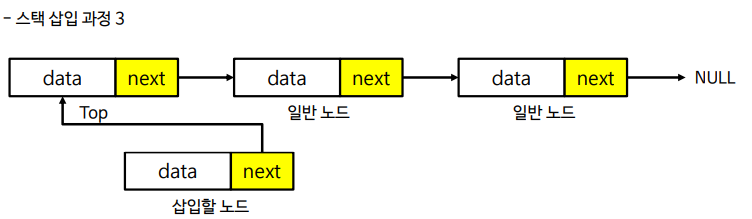 - 스택 삽입 과정 3
data next data next data next NULL
Top 일반 노드 일반 노드
data next
삽입할 노드